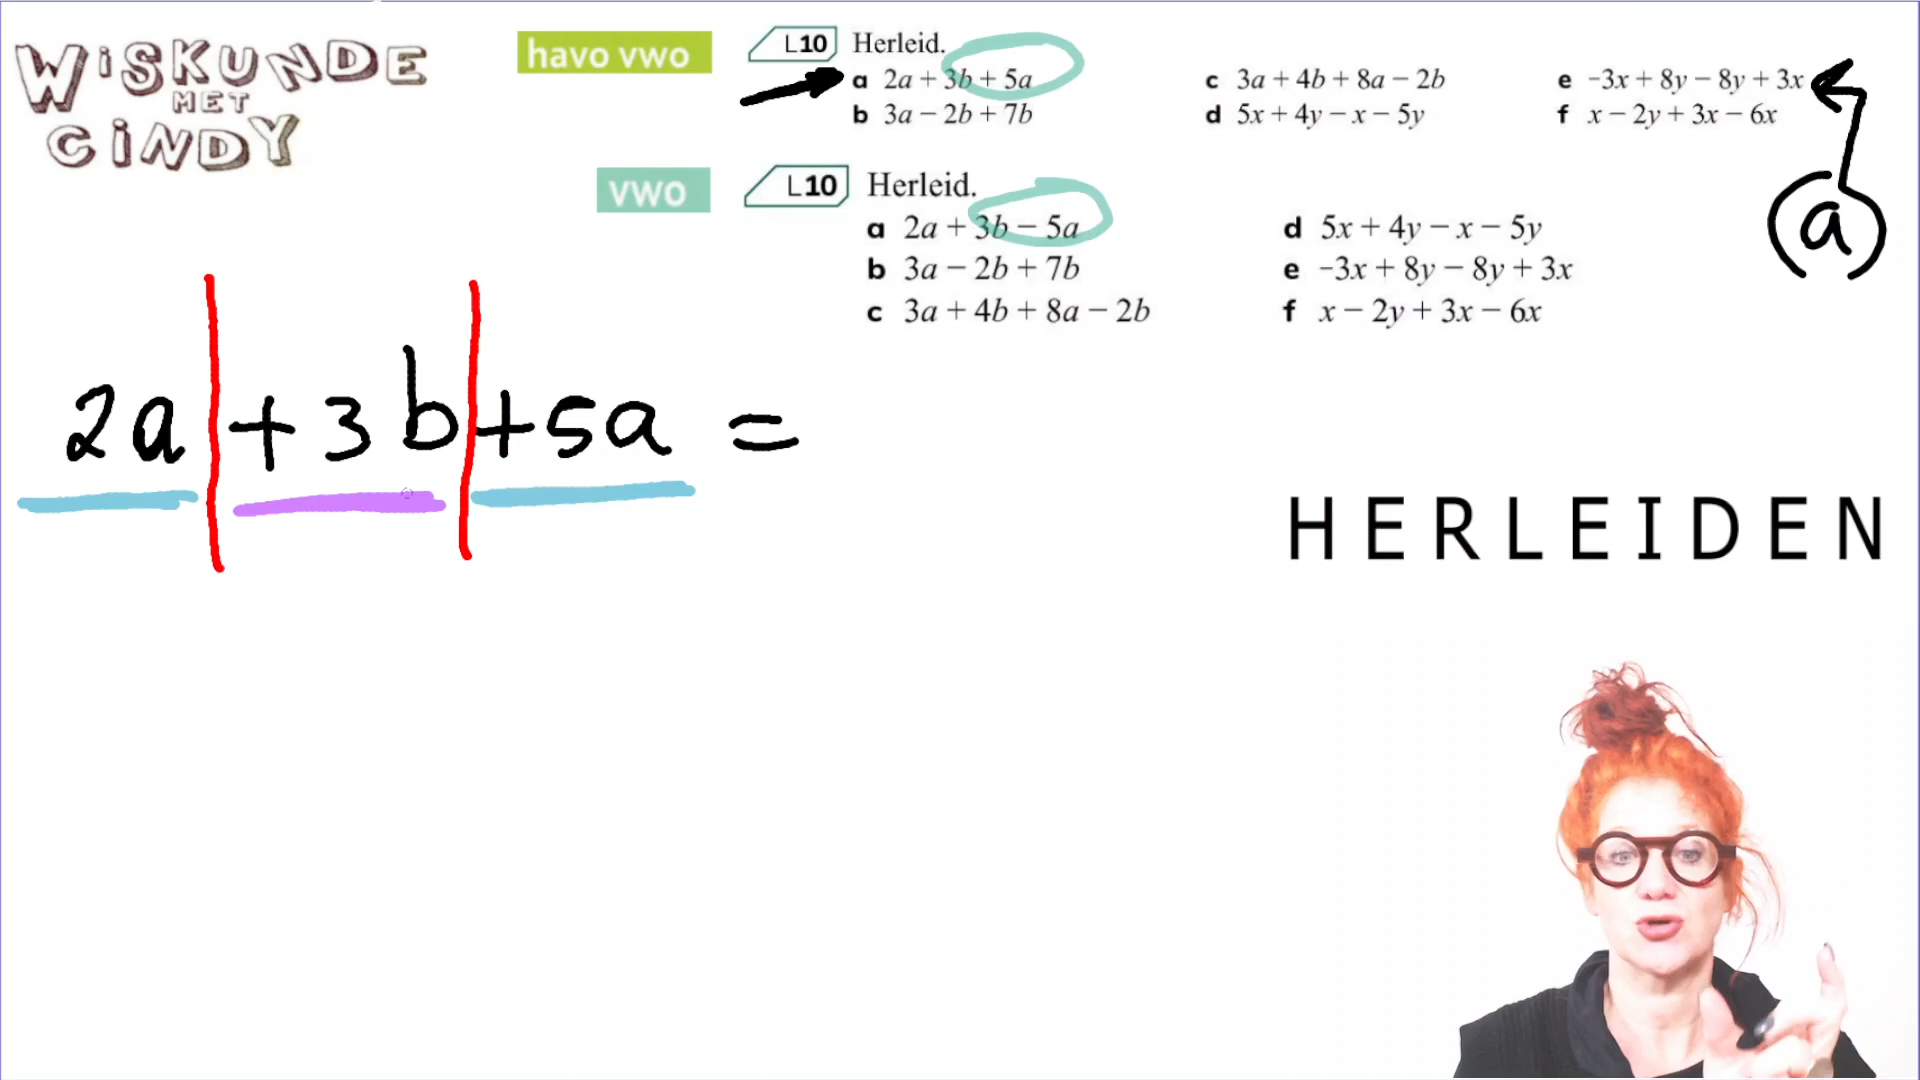 WiSKUNDE
MET
CiNDY
havo vwo
L10 Herleid.
a 2a + 3b + 5a
b 3a − 2b + 7b
c 3a + 4b + 8a − 2b
d 5x + 4y − x − 5y
e -3x + 8y − 8y + 3x
f x − 2y + 3x − 6x
vwo
L10 Herleid.
a 2a + 3b − 5a
b 3a − 2b + 7b
c 3a + 4b + 8a − 2b
d 5x + 4y − x − 5y
e -3x + 8y − 8y + 3x
f x − 2y + 3x − 6x
(a)
2a + 3b + 5a =
HERLEIDEN